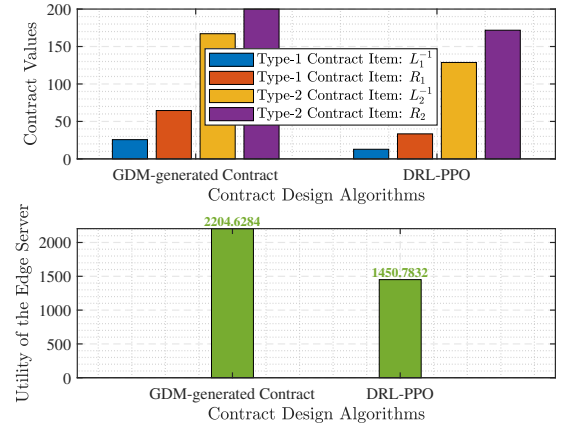 200
150
100
50
0
Contract Values
Type-1 Contract Item: $L_1^{-1}$
Type-1 Contract Item: $R_1$
Type-2 Contract Item: $L_2^{-1}$
Type-2 Contract Item: $R_2$
GDM-generated Contract DRL-PPO
Contract Design Algorithms
2204.6284
1450.7832
2000
1500
1000
500
0
Utility of the Edge Server
GDM-generated Contract DRL-PPO
Contract Design Algorithms